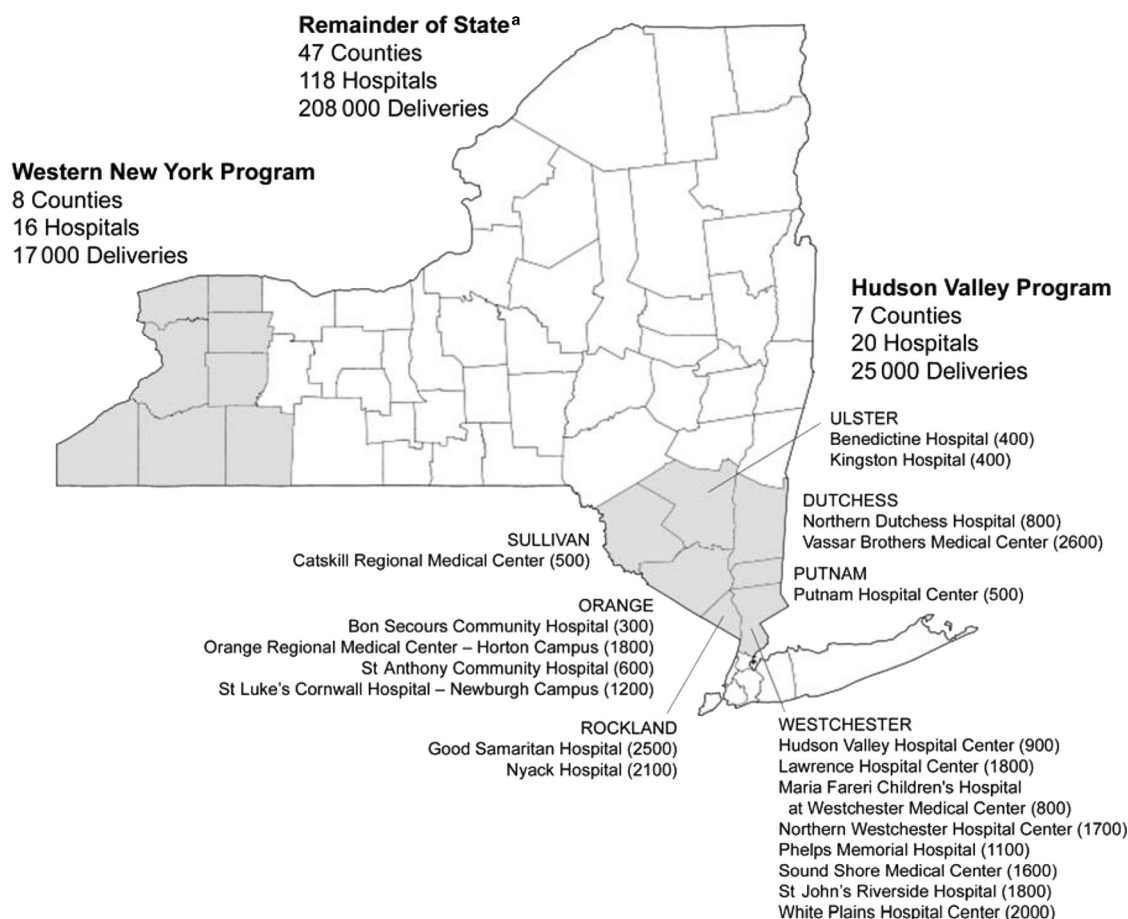 Remainder of Stateᵃ
47 Counties
118 Hospitals
208 000 Deliveries
Western New York Program
8 Counties
16 Hospitals
17 000 Deliveries
Hudson Valley Program
7 Counties
20 Hospitals
25 000 Deliveries
ULSTER
Benedictine Hospital (400)
Kingston Hospital (400)
DUTCHESS
Northern Dutchess Hospital (800)
Vassar Brothers Medical Center (2600)
SULLIVAN
Catskill Regional Medical Center (500)
PUTNAM
Putnam Hospital Center (500)
ORANGE
Bon Secours Community Hospital (300)
Orange Regional Medical Center – Horton Campus (1800)
St Anthony Community Hospital (600)
St Luke's Cornwall Hospital – Newburgh Campus (1200)
ROCKLAND
Good Samaritan Hospital (2500)
Nyack Hospital (2100)
WESTCHESTER
Hudson Valley Hospital Center (900)
Lawrence Hospital Center (1800)
Maria Fareri Children's Hospital
at Westchester Medical Center (800)
Northern Westchester Hospital Center (1700)
Phelps Memorial Hospital (1100)
Sound Shore Medical Center (1600)
St John's Riverside Hospital (1800)
White Plains Hospital Center (2000)